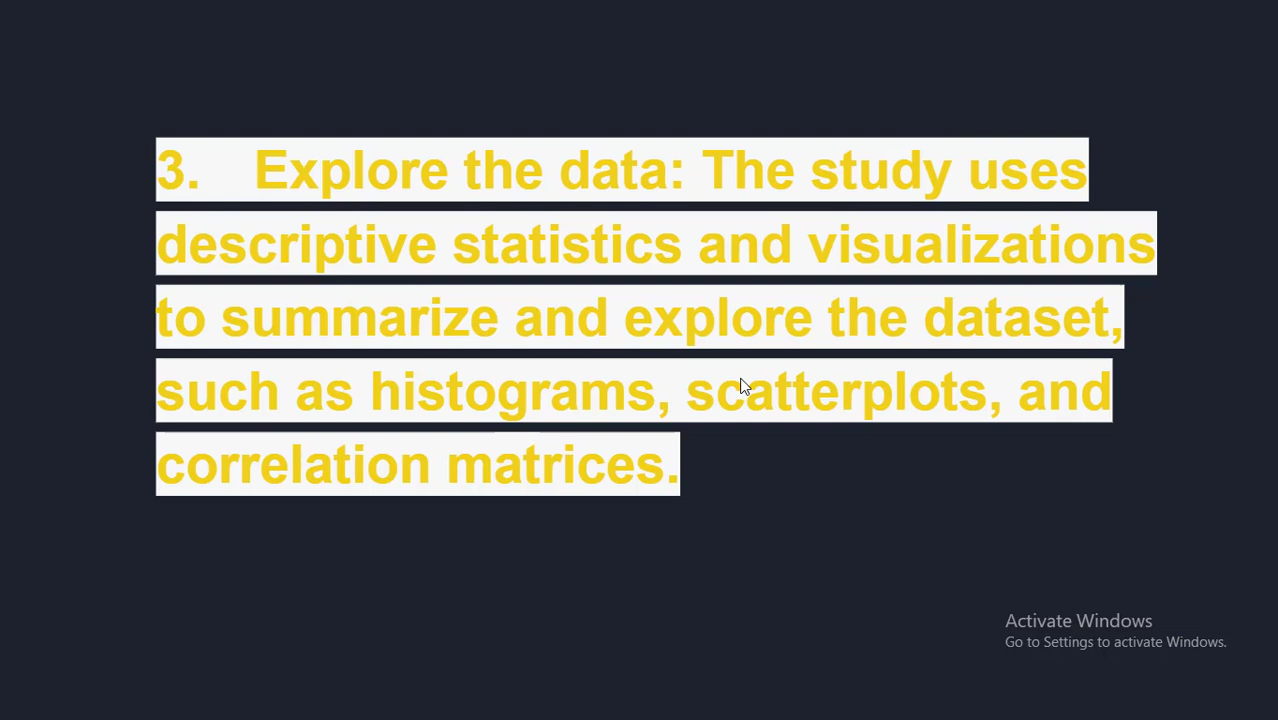 3. Explore the data: The study uses
descriptive statistics and visualizations
to summarize and explore the dataset,
such as histograms, scatterplots, and
correlation matrices.
Activate Windows
Go to Settings to activate Windows.